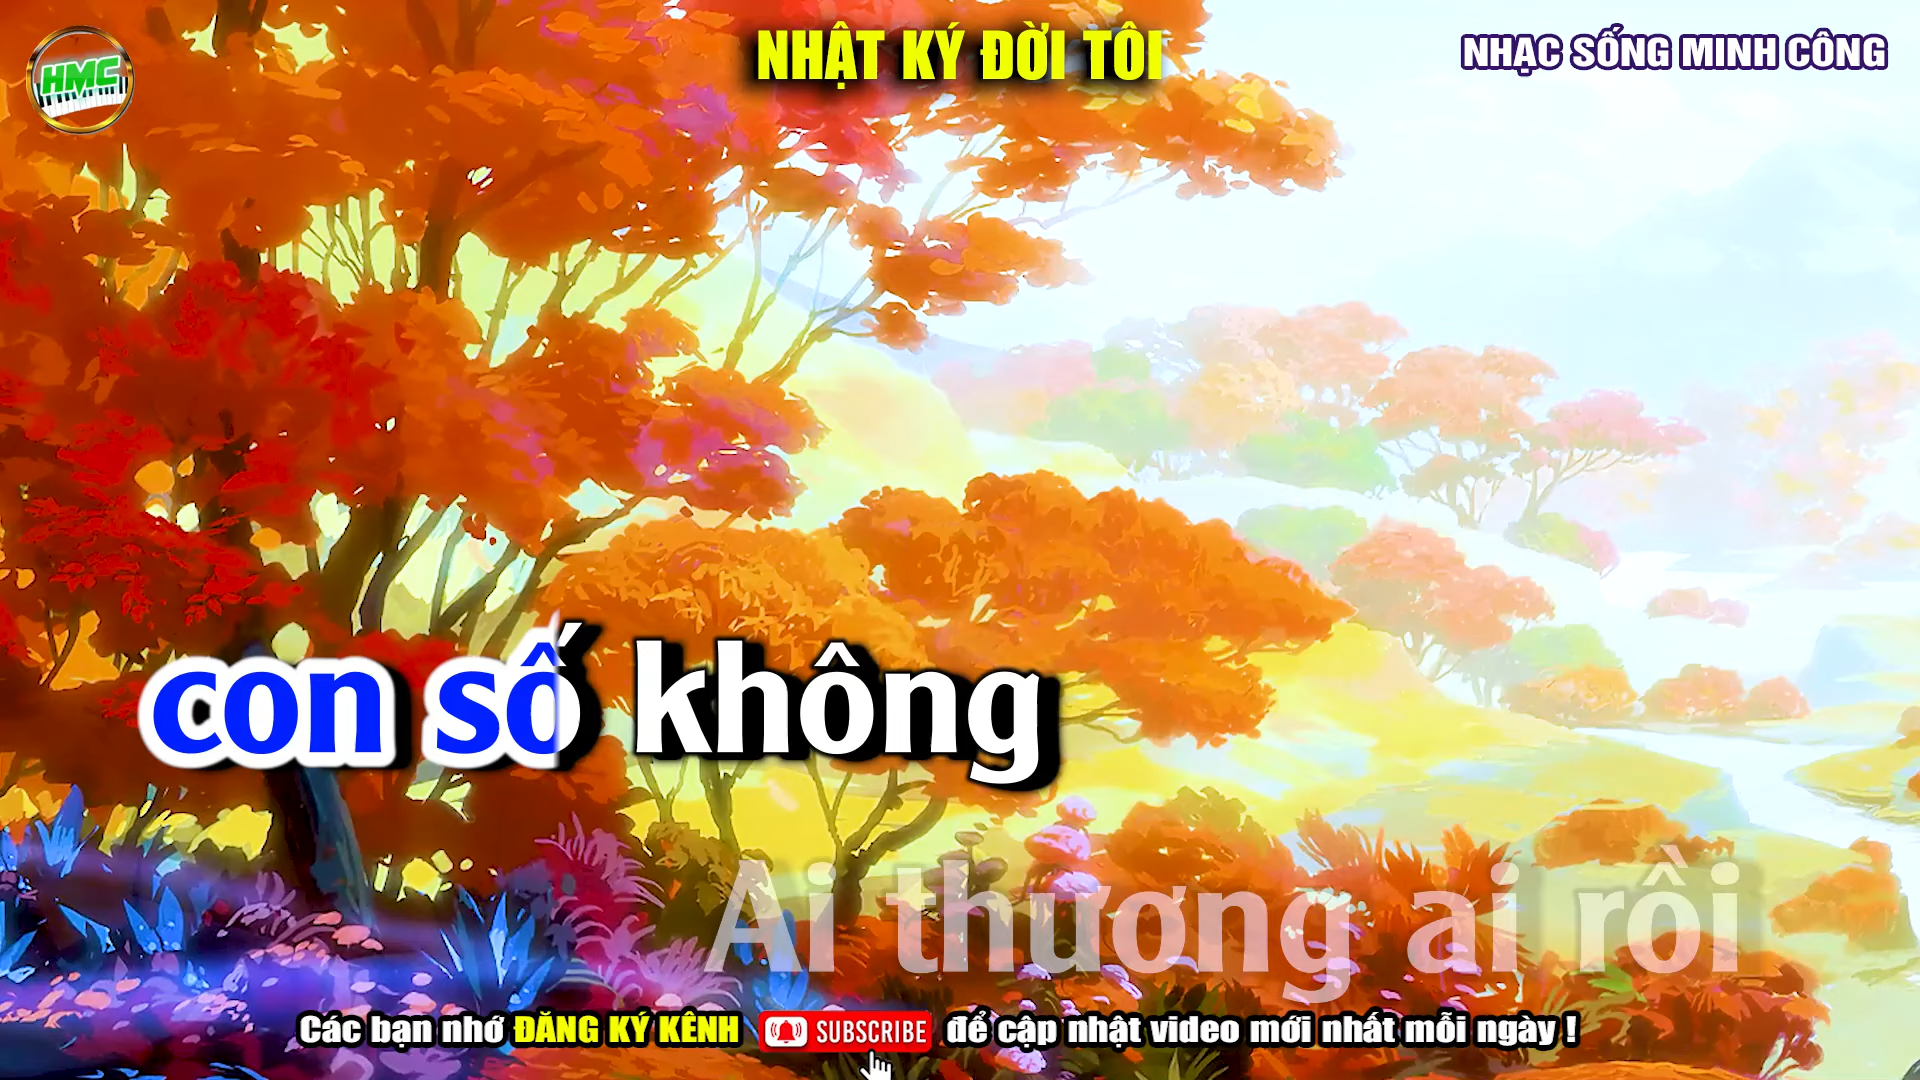 HMC
NHẬT KÝ ĐỜI TÔI
NHẠC SỐNG MINH CÔNG
con số không
Ai thương ai rồi
Các bạn nhớ ĐĂNG KÝ KÊNH SUBSCRIBE để cập nhật video mới nhất mỗi ngày !